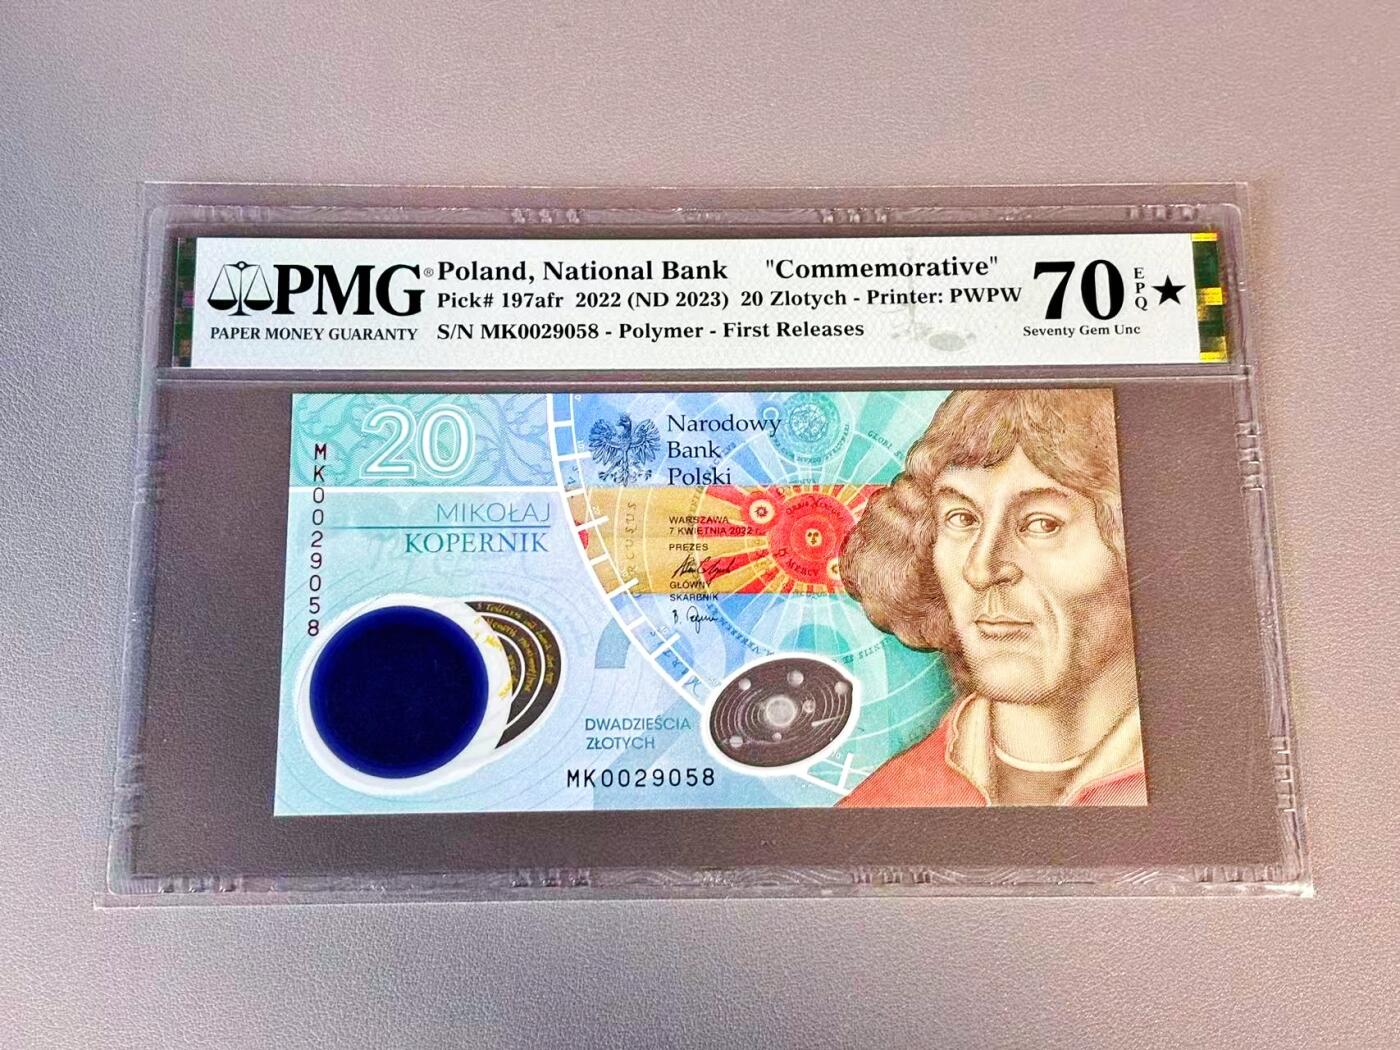 PMG®
PAPER MONEY GUARANTY
Poland, National Bank "Commemorative"
Pick# 197afr 2022 (ND 2023) 20 Zlotych - Printer: PWPW
S/N MK0029058 - Polymer - First Releases
70 EPQ ★
Seventy Gem Unc
20
MK0029058
MIKOŁAJ
KOPERNIK
Narodowy
Bank
Polski
WARSZAWA
7 KWIETNIA 2022 r.
PREZES
GŁÓWNY
SKARBNIK
DWADZIEŚCIA
ZŁOTYCH
MK0029058